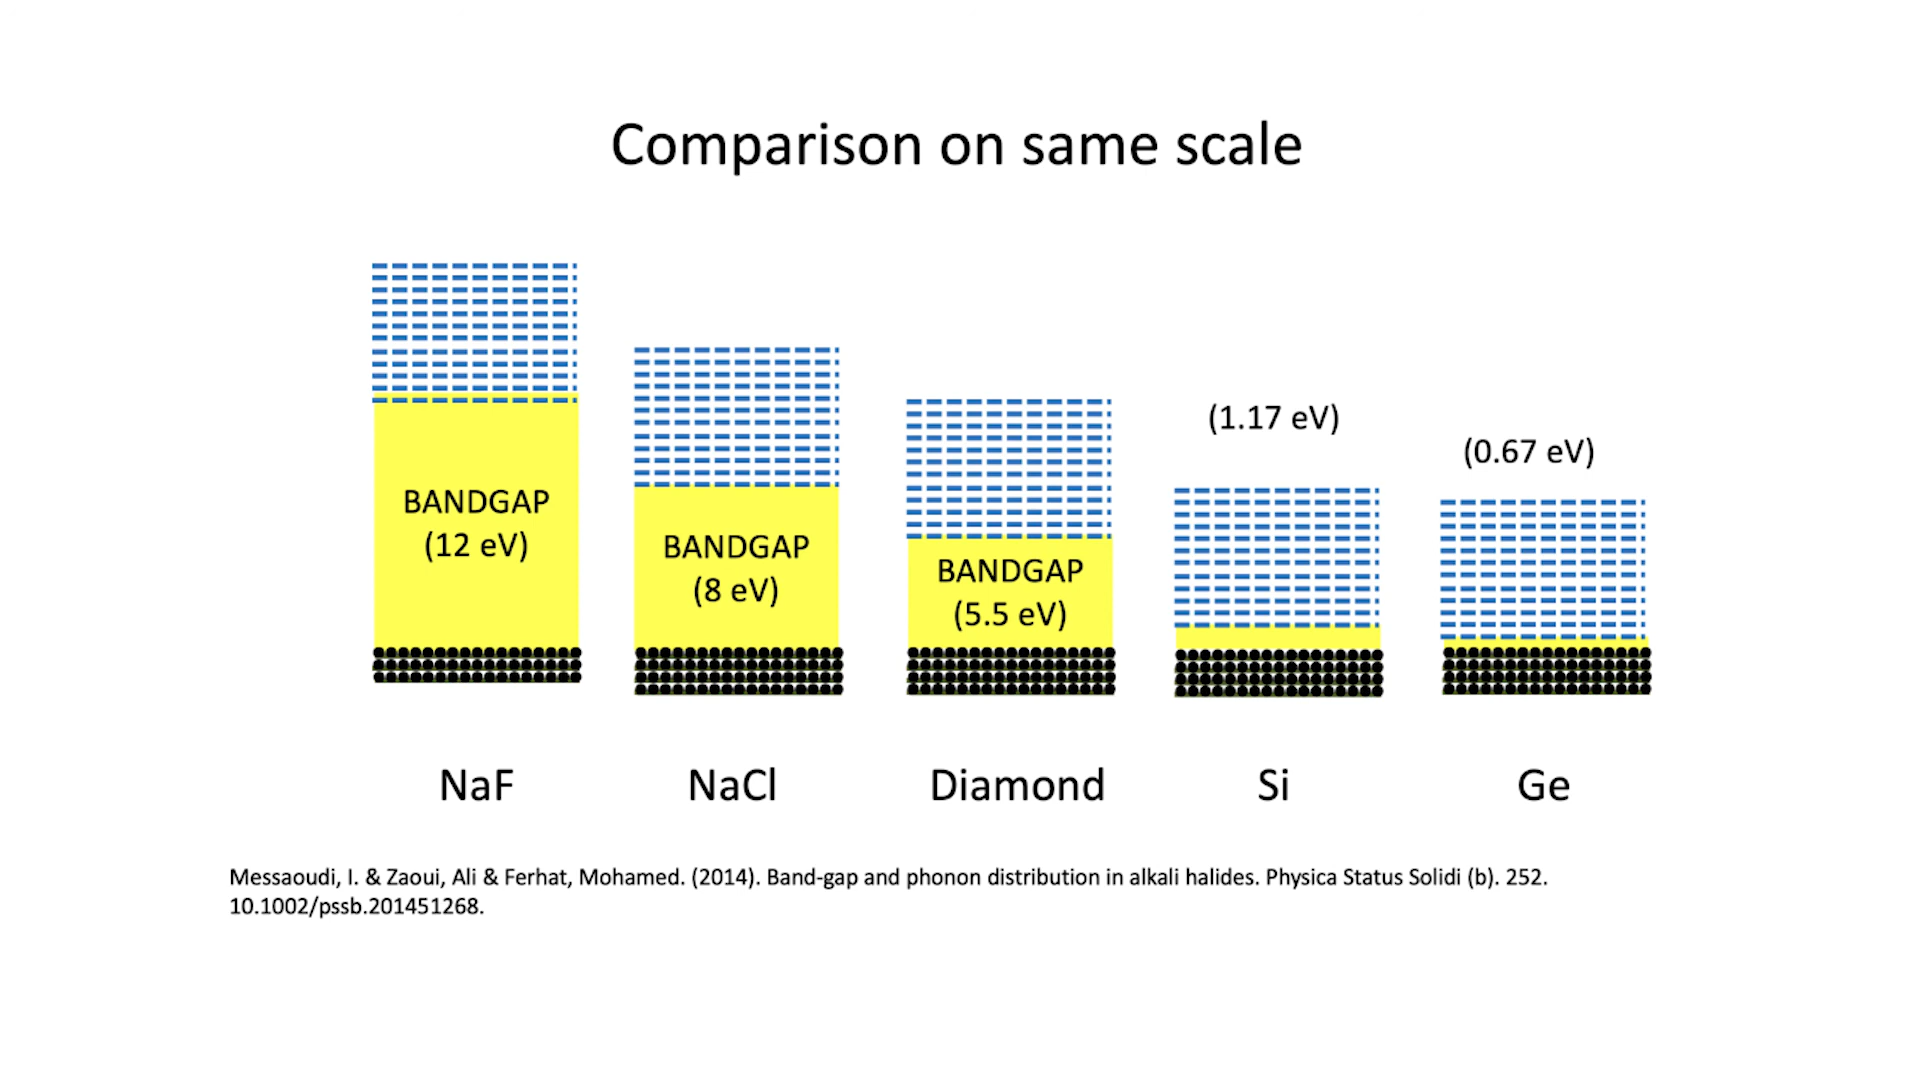 Comparison on same scale
BANDGAP
(12 eV)
BANDGAP
(8 eV)
BANDGAP
(5.5 eV)
(1.17 eV)
(0.67 eV)
NaF
NaCl
Diamond
Si
Ge
Messaoudi, I. & Zaoui, Ali & Ferhat, Mohamed. (2014). Band-gap and phonon distribution in alkali halides. Physica Status Solidi (b). 252.
10.1002/pssb.201451268.